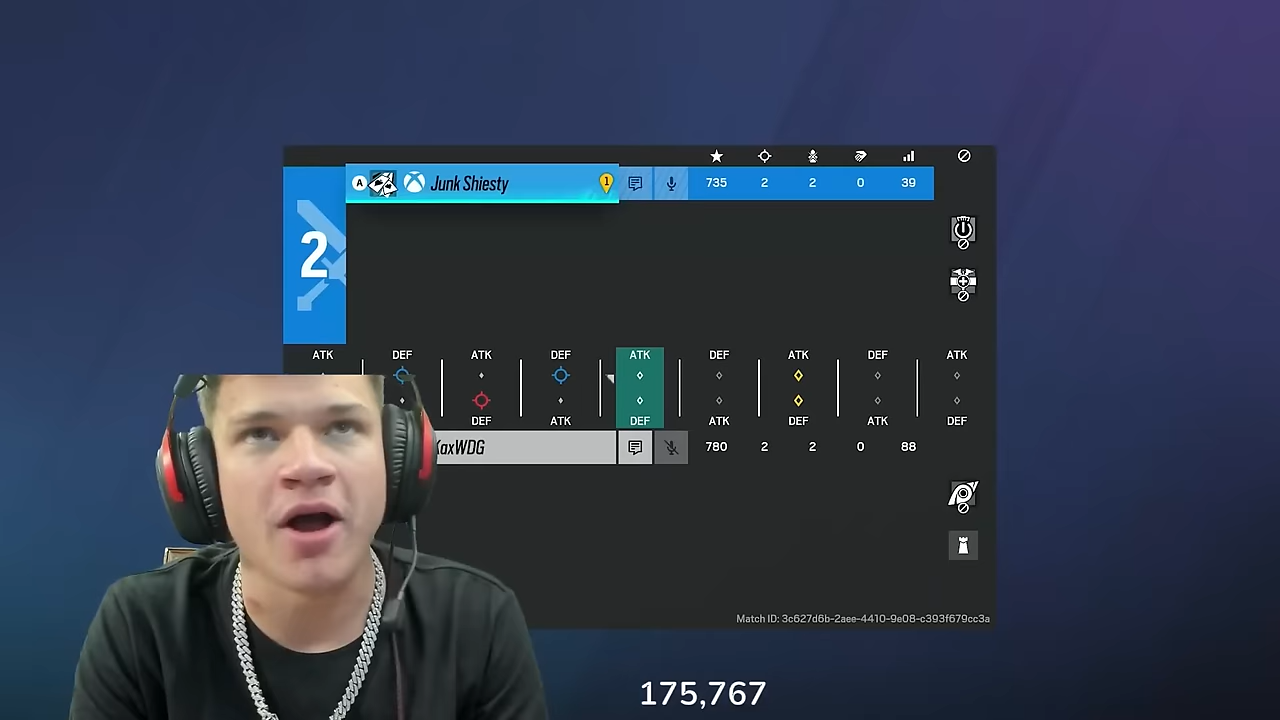 A Junk Shiesty 1 735 2 2 0 39
2
ATK DEF ATK DEF ATK DEF ATK DEF ATK
DEF ATK DEF ATK DEF ATK DEF
KaxWDG 780 2 2 0 88
Match ID: 3c627d6b-2aee-4410-9e08-c393f679cc3a
175,767